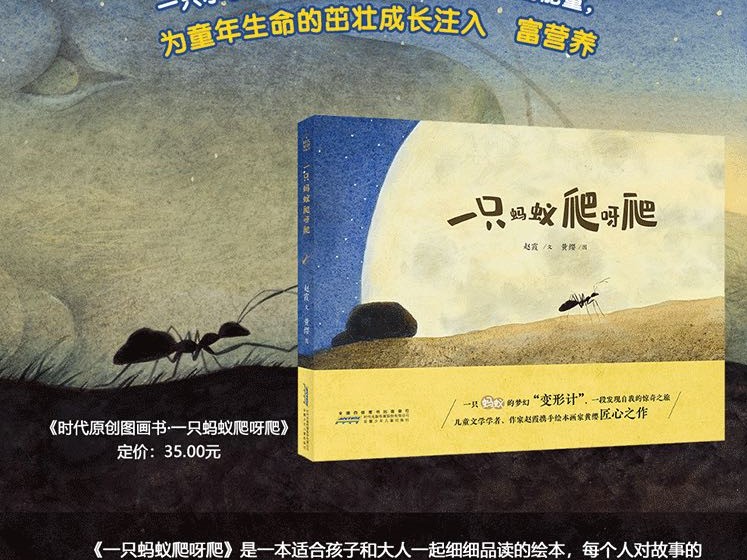 为童年生命的茁壮成长注入 富营养
一只蚂蚁爬呀爬
赵霞/文 黄缨/图
一只蚂蚁爬呀爬
赵霞/文 黄缨/图
一只蚂蚁的梦幻“变形计”,一段发现自我的惊奇之旅
儿童文学学者、作家赵霞携手绘本画家黄缨匠心之作
《时代原创图画书·一只蚂蚁爬呀爬》
定价:35.00元
《一只蚂蚁爬呀爬》是一本适合孩子和大人一起细细品读的绘本,每个人对故事的